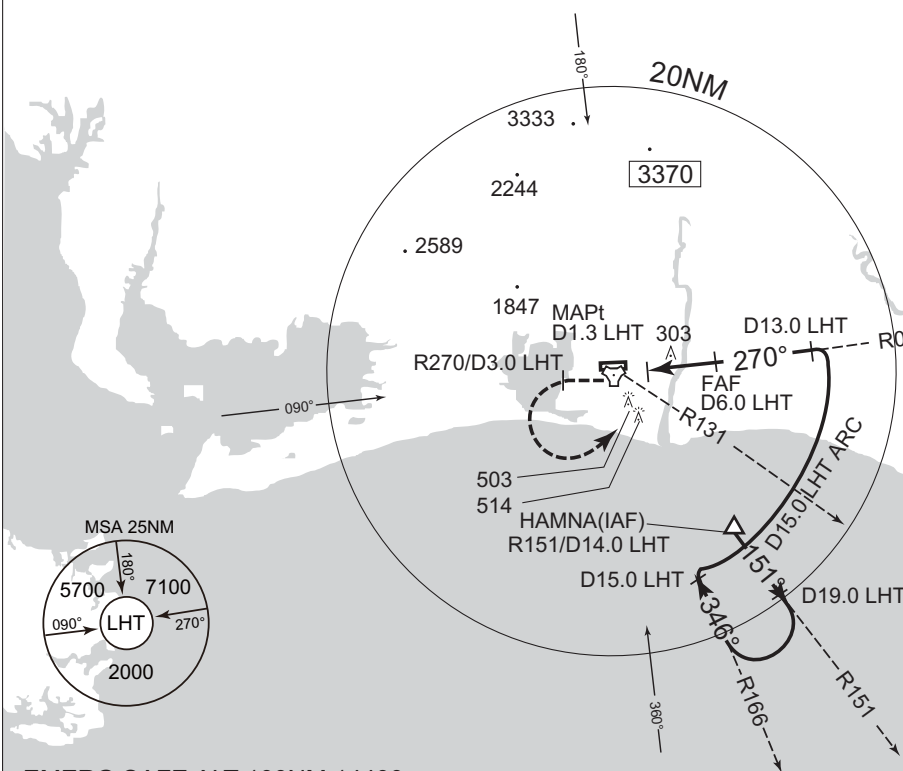 180°
20NM
3333
3370
2244
2589
1847
MAPt
D1.3 LHT
303
D13.0 LHT
R270/D3.0 LHT
270°
FAF
D6.0 LHT
090°
R131
503
514
D15.0 LHT ARC
HAMNA(IAF)
R151/D14.0 LHT
151°
D15.0 LHT
D19.0 LHT
346°
R166
R151
360°
MSA 25NM
180°
5700
7100
090°
LHT
270°
2000